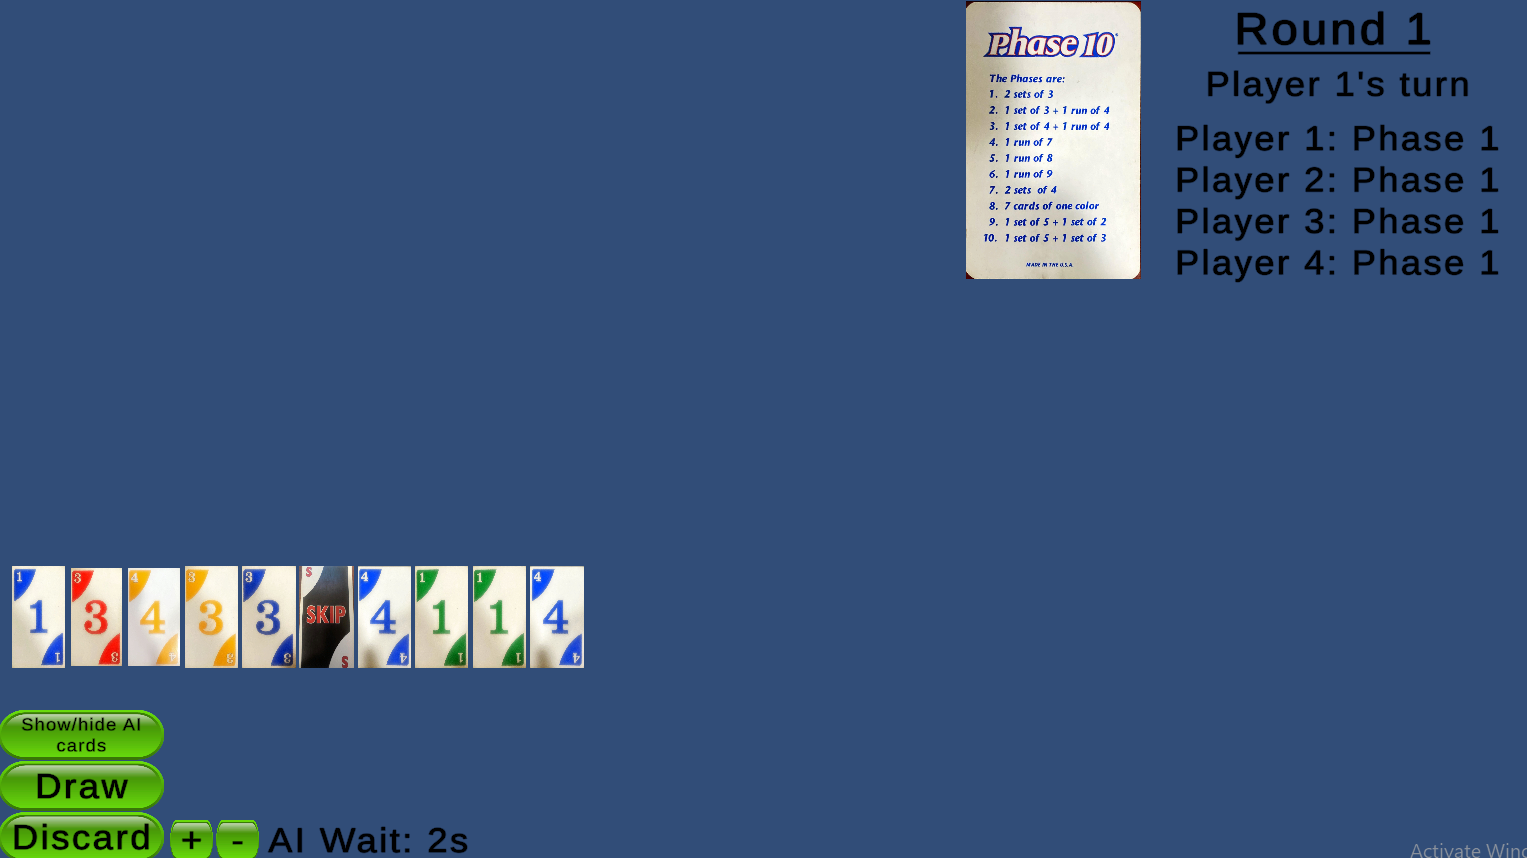 Phase 10
The Phases are:
1. 2 sets of 3
2. 1 set of 3 + 1 run of 4
3. 1 set of 4 + 1 run of 4
4. 1 run of 7
5. 1 run of 8
6. 1 run of 9
7. 2 sets of 4
8. 7 cards of one color
9. 1 set of 5 + 1 set of 2
10. 1 set of 5 + 1 set of 3
MADE IN THE U.S.A.
Round 1
Player 1's turn
Player 1: Phase 1
Player 2: Phase 1
Player 3: Phase 1
Player 4: Phase 1
1 3 4 3 3 S 4 1 1 4
1 3 4 3 3 SKIP 4 1 1 4
1 3 4 3 3 S 4 1 1 4
Show/hide AI
cards
Draw
Discard + - AI Wait: 2s
Activate Wind